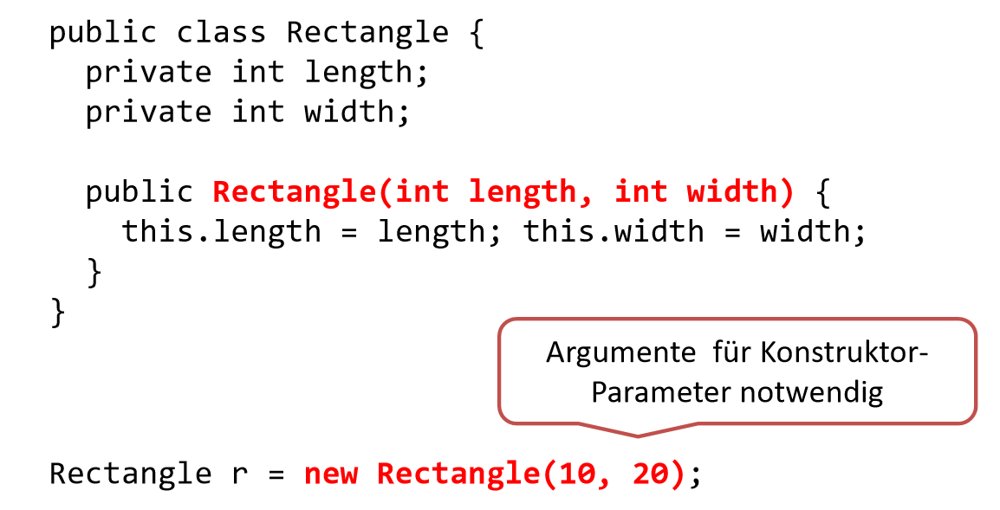 public class Rectangle {
  private int length;
  private int width;
  public Rectangle(int length, int width) {
    this.length = length; this.width = width;
  }
}
Argumente  für Konstruktor-
Parameter notwendig
Rectangle r = new Rectangle(10, 20);